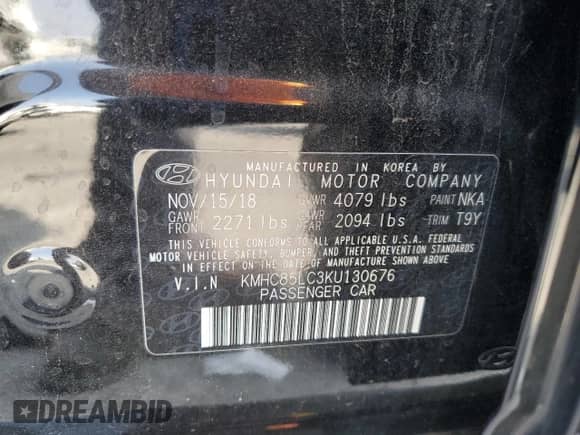 MANUFACTURED IN KOREA BY
HYUNDAI MOTOR COMPANY
NOV/15/18 GVWR 4079 lbs PAINT NKA
GAWR FRONT 2271 lbs GAWR REAR 2094 lbs TRIM T9Y
THIS VEHICLE CONFORMS TO ALL APPLICABLE U.S.A. FEDERAL
MOTOR VEHICLE SAFETY, BUMPER, AND THEFT PREVENTION STANDARDS
IN EFFECT ON THE DATE OF MANUFACTURE SHOWN ABOVE.
V.I.N KMHC85LC3KU130676
PASSENGER CAR
DREAMBID